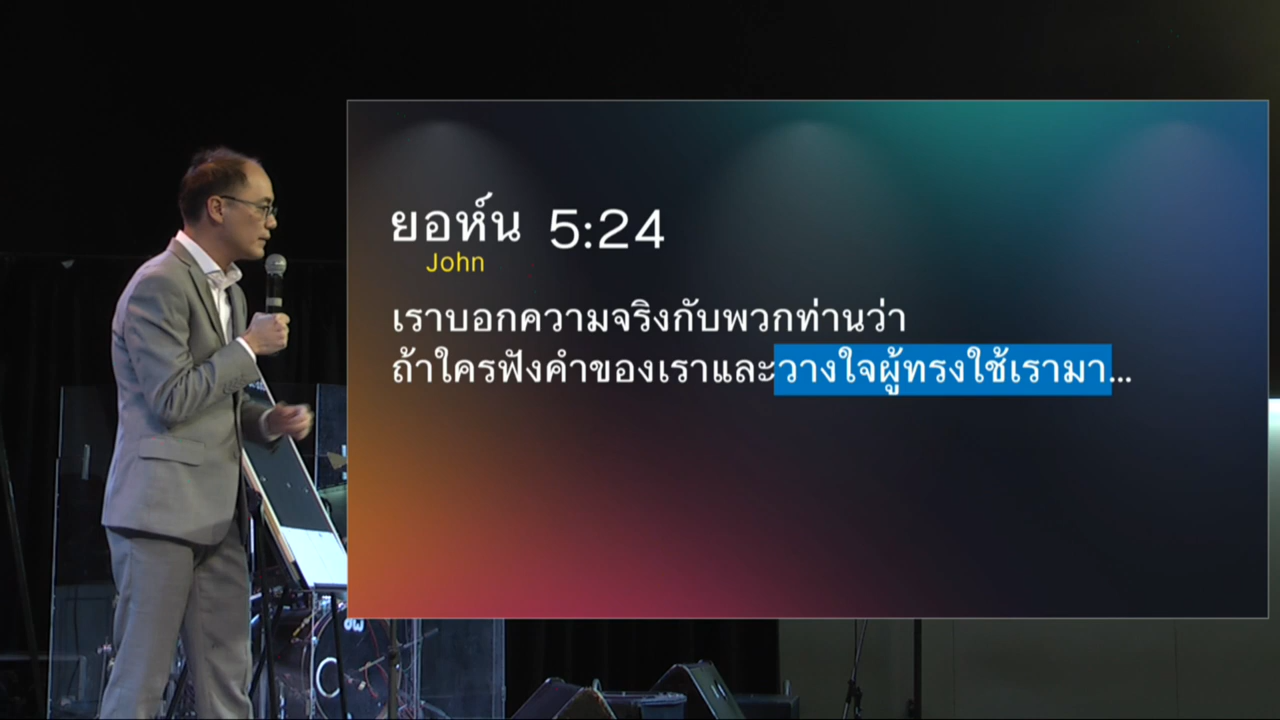 ยอห์น 5:24
John
เราบอกความจริงกับพวกท่านว่า
ถ้าใครฟังคำของเราและวางใจผู้ทรงใช้เรามา...